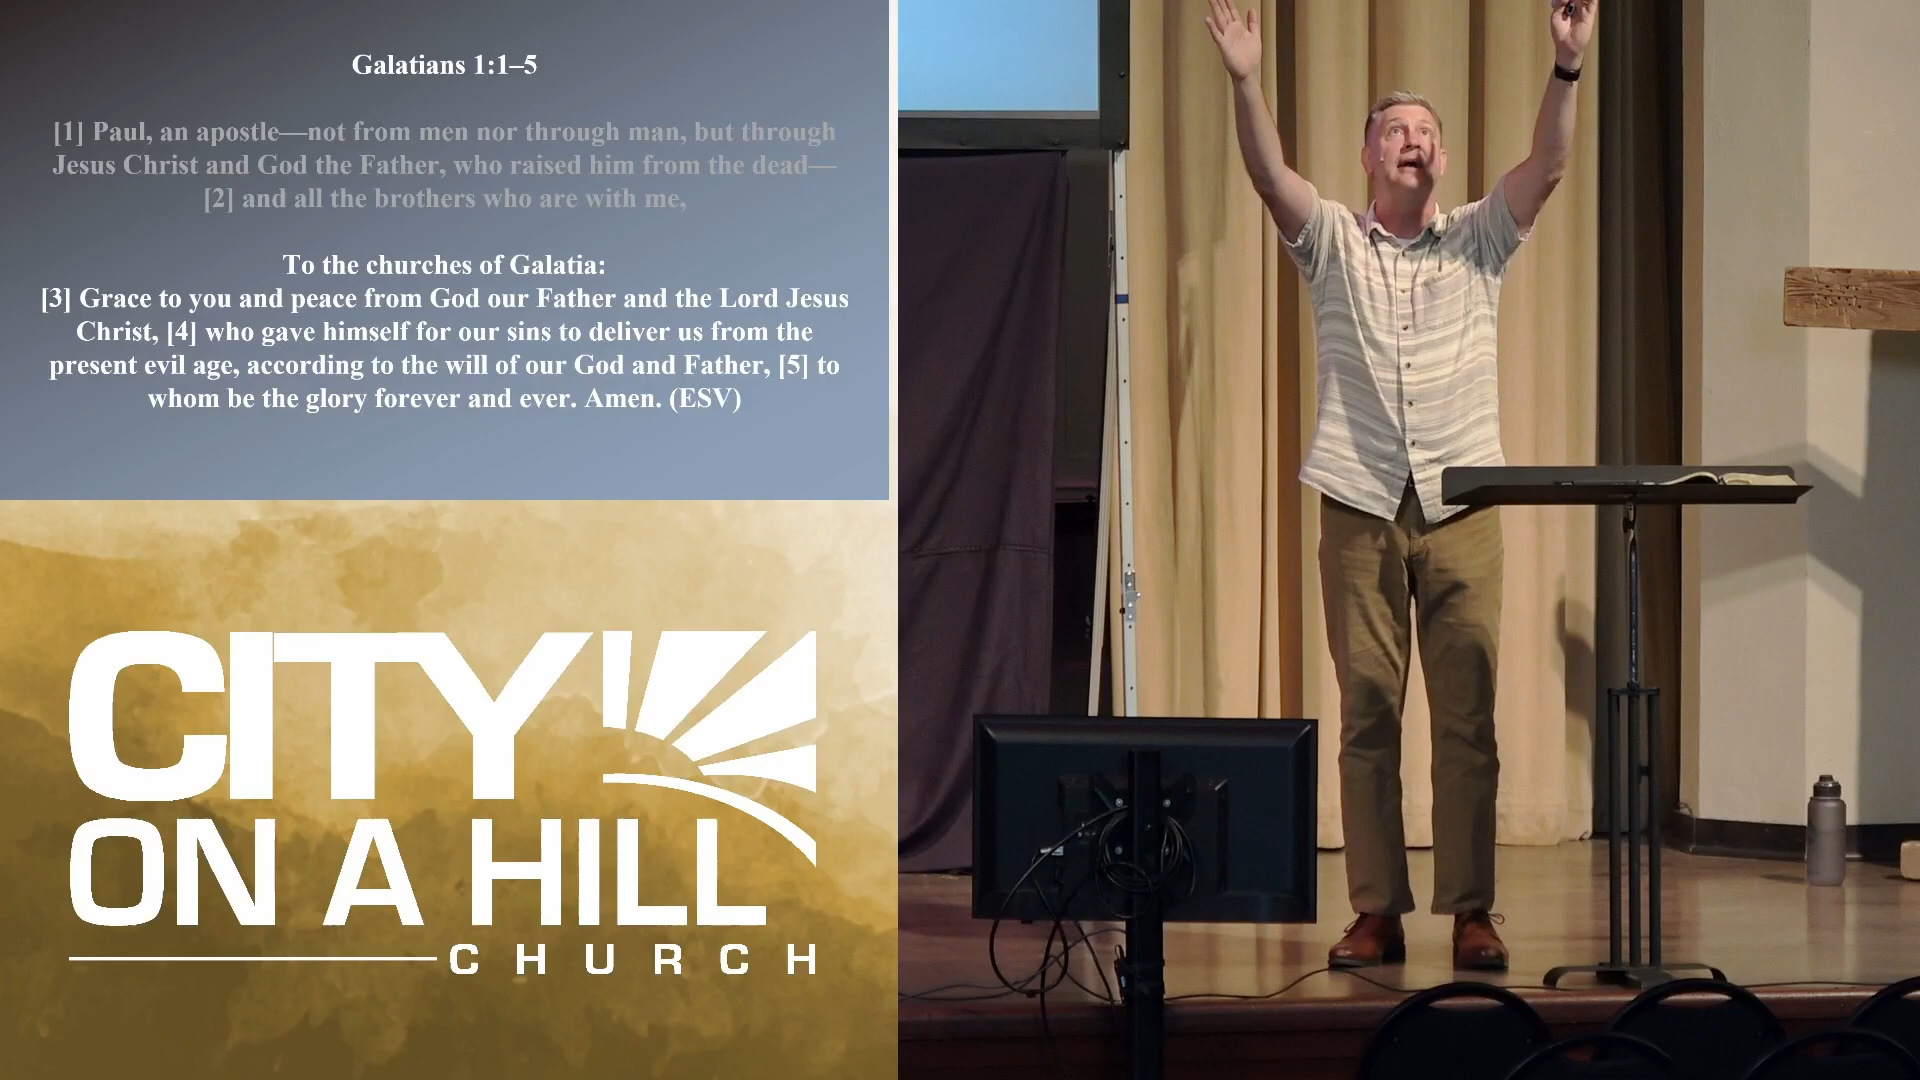 Galatians 1:1–5
[1] Paul, an apostle—not from men nor through man, but through
Jesus Christ and God the Father, who raised him from the dead—
[2] and all the brothers who are with me,
To the churches of Galatia:
[3] Grace to you and peace from God our Father and the Lord Jesus
Christ, [4] who gave himself for our sins to deliver us from the
present evil age, according to the will of our God and Father, [5] to
whom be the glory forever and ever. Amen. (ESV)
CITY
ON A HILL
CHURCH